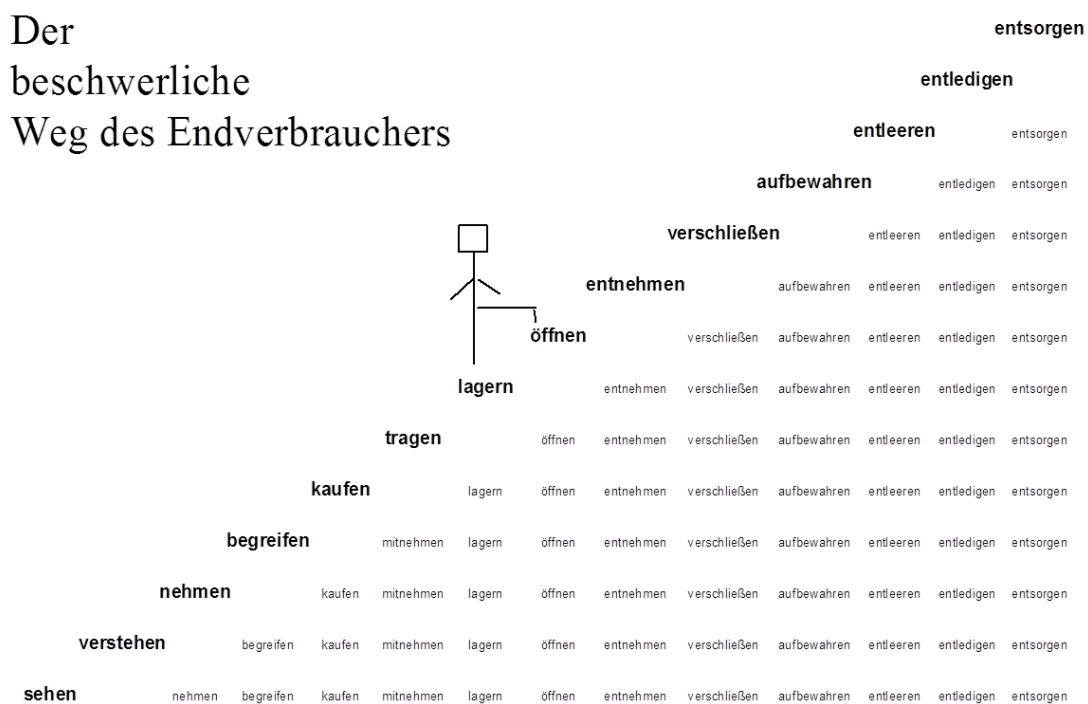 Der
beschwerliche
Weg des Endverbrauchers
entsorgen
entledigen
entleeren entsorgen
aufbewahren entledigen entsorgen
verschließen entleeren entledigen entsorgen
entnehmen aufbewahren entleeren entledigen entsorgen
öffnen verschließen aufbewahren entleeren entledigen entsorgen
lagern entnehmen verschließen aufbewahren entleeren entledigen entsorgen
tragen öffnen entnehmen verschließen aufbewahren entleeren entledigen entsorgen
kaufen lagern öffnen entnehmen verschließen aufbewahren entleeren entledigen entsorgen
begreifen mitnehmen lagern öffnen entnehmen verschließen aufbewahren entleeren entledigen entsorgen
nehmen kaufen mitnehmen lagern öffnen entnehmen verschließen aufbewahren entleeren entledigen entsorgen
verstehen begreifen kaufen mitnehmen lagern öffnen entnehmen verschließen aufbewahren entleeren entledigen entsorgen
sehen nehmen begreifen kaufen mitnehmen lagern öffnen entnehmen verschließen aufbewahren entleeren entledigen entsorgen